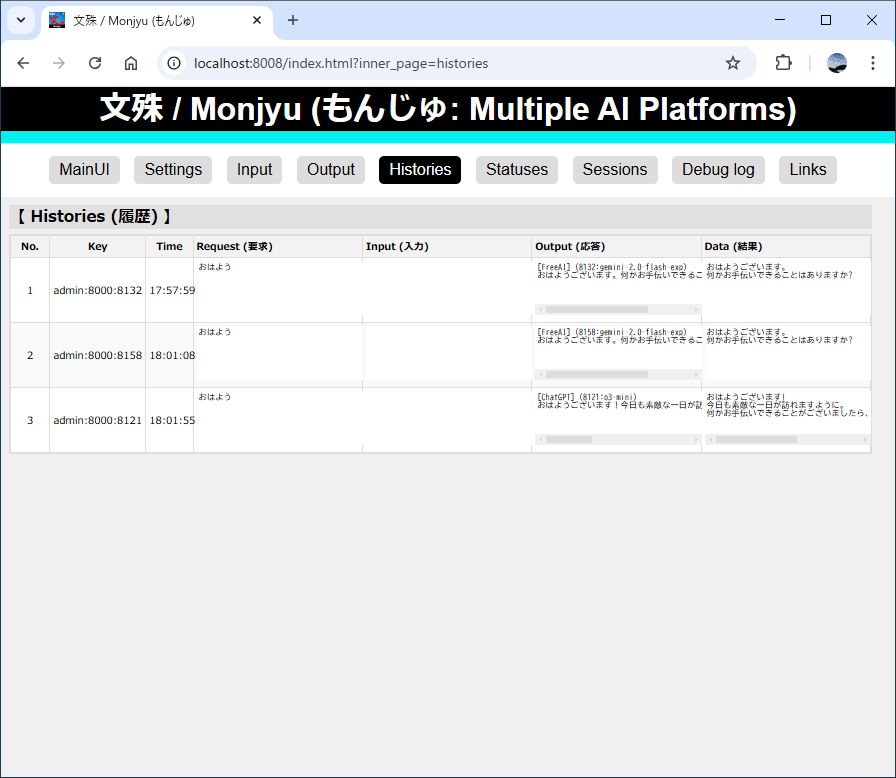 文殊 / Monjyu (もんじゅ)
localhost:8008/index.html?inner_page=histories
文殊 / Monjyu (もんじゅ: Multiple AI Platforms)
MainUI Settings Input Output Histories Statuses Sessions Debug log Links
【 Histories (履歴) 】
No. Key Time Request (要求) Input (入力) Output (応答) Data (結果)
1 admin:8000:8132 17:57:59 おはよう
[FreeAI] (8132:gemini-2.0-flash-exp)
おはようございます。何かお手伝いできるこ
おはようございます。
何かお手伝いできることはありますか?
2 admin:8000:8158 18:01:08 おはよう
[FreeAI] (8158:gemini-2.0-flash-exp)
おはようございます。何かお手伝いできるこ
おはようございます。
何かお手伝いできることはありますか?
3 admin:8000:8121 18:01:55 おはよう
[ChatGPT] (8121:o3-mini)
おはようございます！今日も素敵な一日が訪
おはようございます！
今日も素敵な一日が訪れますように。
何かお手伝いできることがございましたら、